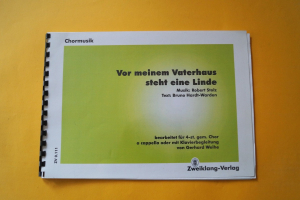 Chormusik
Vor meinem Vaterhaus
steht eine Linde
Musik: Robert Stolz
Text: Bruno Hardt-Warden
bearbeitet für 4-st. gem. Chor
a cappella oder mit Klavierbegleitung
von Gerhard Weihe
Zweiklang-Verlag